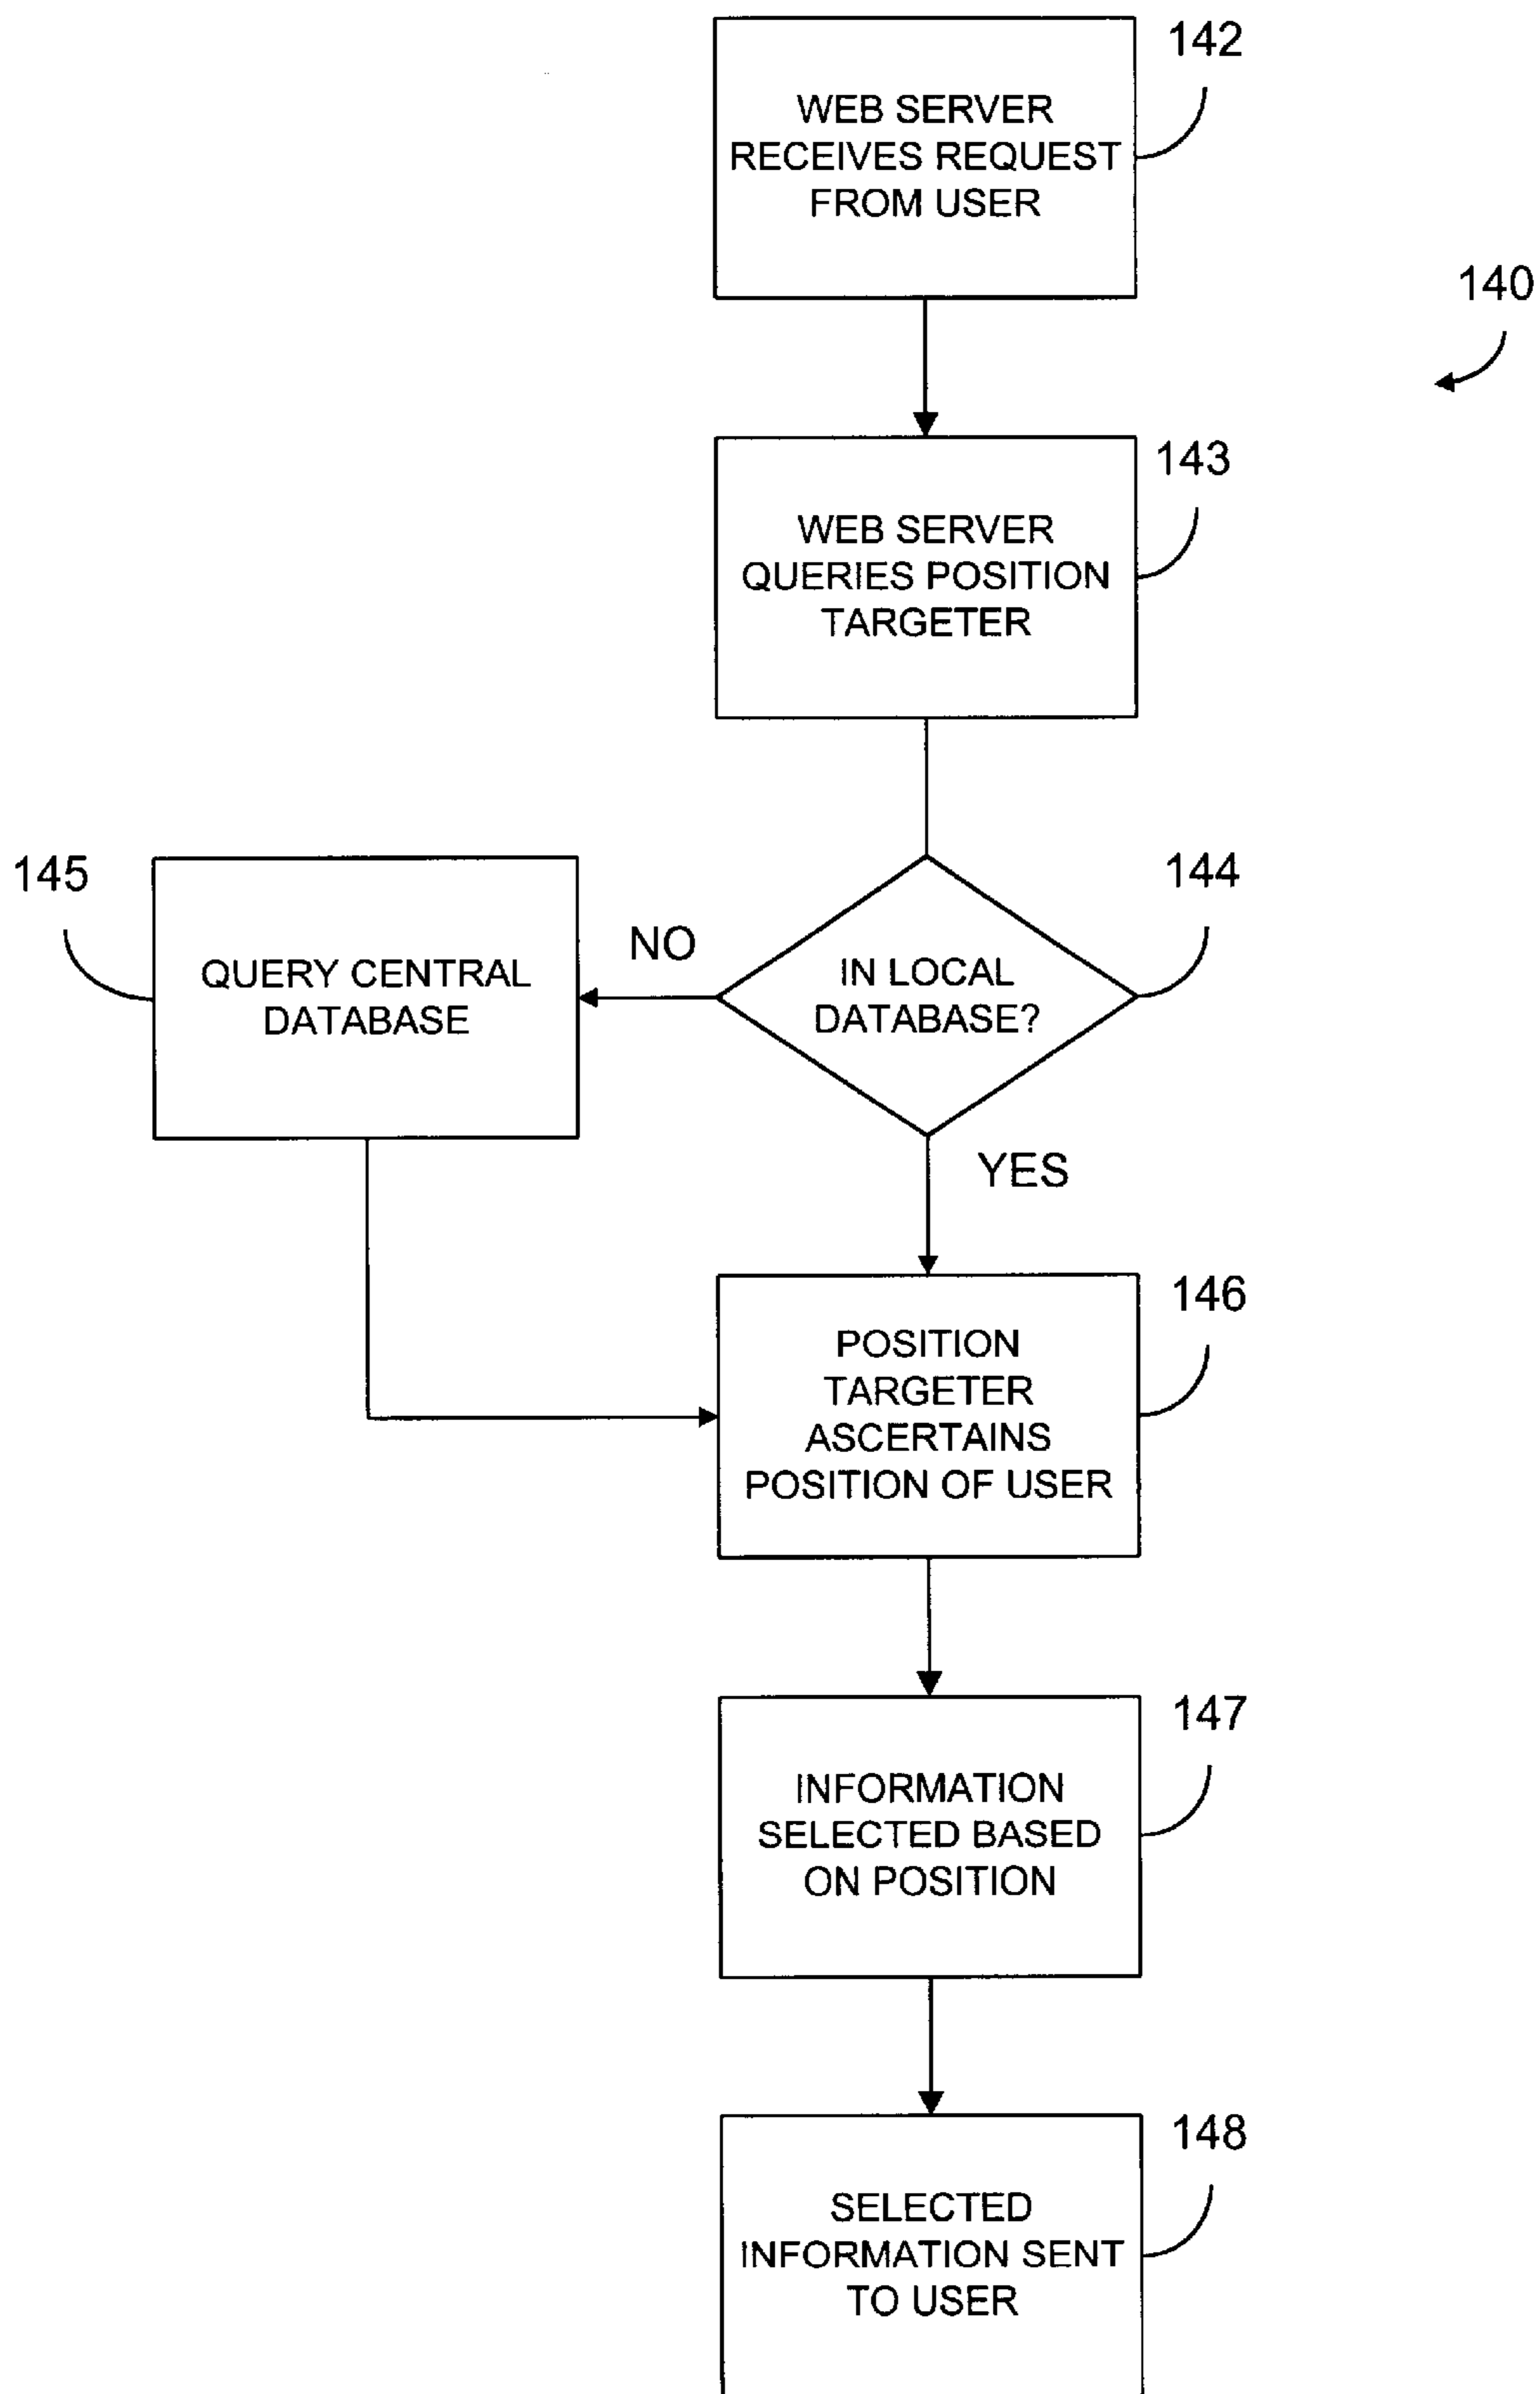 142
WEB SERVER
RECEIVES REQUEST
FROM USER
140
143
WEB SERVER
QUERIES POSITION
TARGETER
145
144
NO
QUERY CENTRAL
DATABASE
IN LOCAL
DATABASE?
YES
146
POSITION
TARGETER
ASCERTAINS
POSITION OF USER
147
INFORMATION
SELECTED BASED
ON POSITION
148
SELECTED
INFORMATION SENT
TO USER